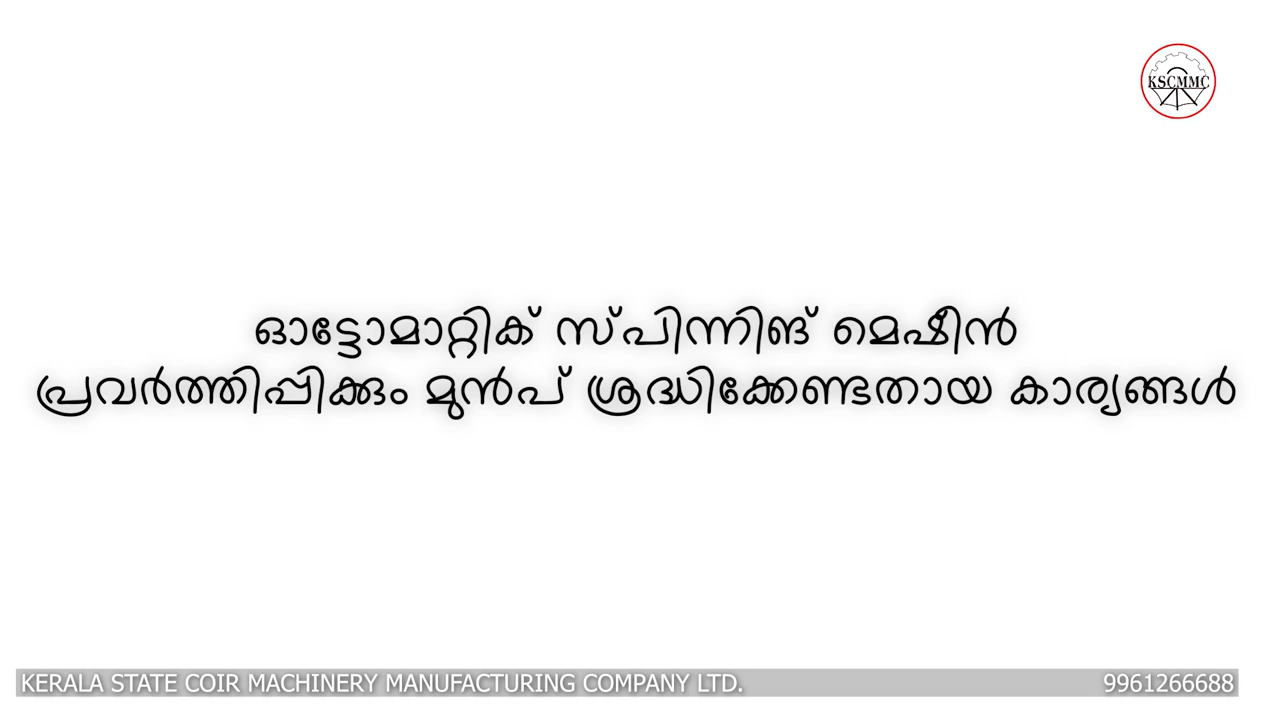 KSCMMC
ഓട്ടോമാറ്റിക് സ്പിന്നിങ് മെഷീൻ
പ്രവർത്തിപ്പിക്കും മുൻപ് ശ്രദ്ധിക്കേണ്ടതായ കാര്യങ്ങൾ
KERALA STATE COIR MACHINERY MANUFACTURING COMPANY LTD. 9961266688